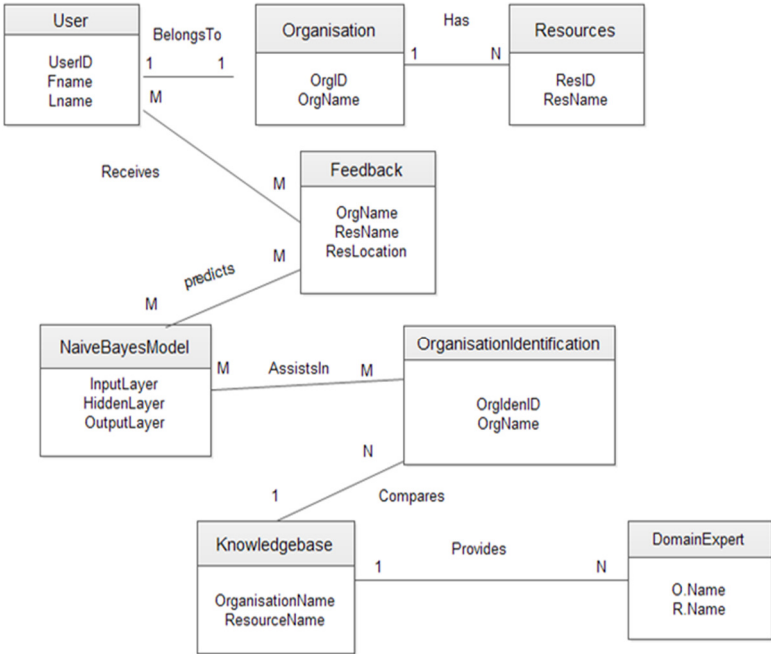 User
UserID
Fname
Lname
BelongsTo
1 1
Organisation
OrgID
OrgName
Has
1 N
Resources
ResID
ResName
M
Receives
M
Feedback
OrgName
ResName
ResLocation
M
predicts
M
NaiveBayesModel
InputLayer
HiddenLayer
OutputLayer
M AssistsIn M
OrganisationIdentification
OrgIdenID
OrgName
N
1 Compares
Knowledgebase
OrganisationName
ResourceName
Provides
1 N
DomainExpert
O.Name
R.Name